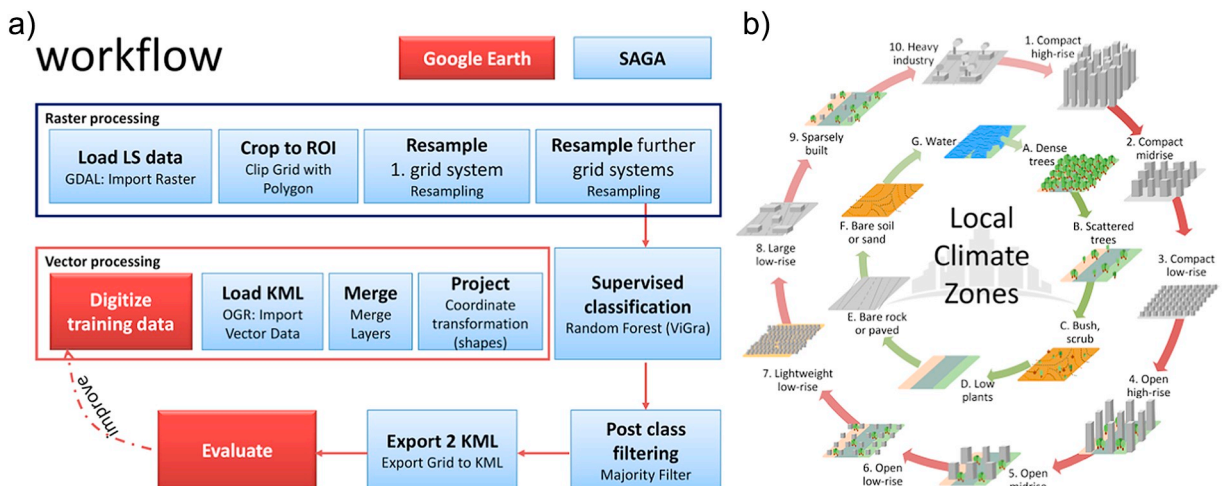 a)
workflow
Google Earth
SAGA
Raster processing
Load LS data
GDAL: Import Raster
Crop to ROI
Clip Grid with
Polygon
Resample
1. grid system
Resampling
Resample further
grid systems
Resampling
Vector processing
Digitize
training data
Load KML
OGR: Import
Vector Data
Merge
Merge
Layers
Project
Coordinate
transformation
(shapes)
Supervised
classification
Random Forest (ViGra)
improve
Evaluate
Export 2 KML
Export Grid to KML
Post class
filtering
Majority Filter
b)
10. Heavy
industry
1. Compact
high-rise
9. Sparsely
built
G. Water
A. Dense
trees
2. Compact
midrise
8. Large
low-rise
F. Bare soil
or sand
Local
Climate
Zones
B. Scattered
trees
3. Compact
low-rise
E. Bare rock
or paved
C. Bush,
scrub
7. Lightweight
low-rise
D. Low
plants
4. Open
high-rise
6. Open
low-rise
5. Open
midrise